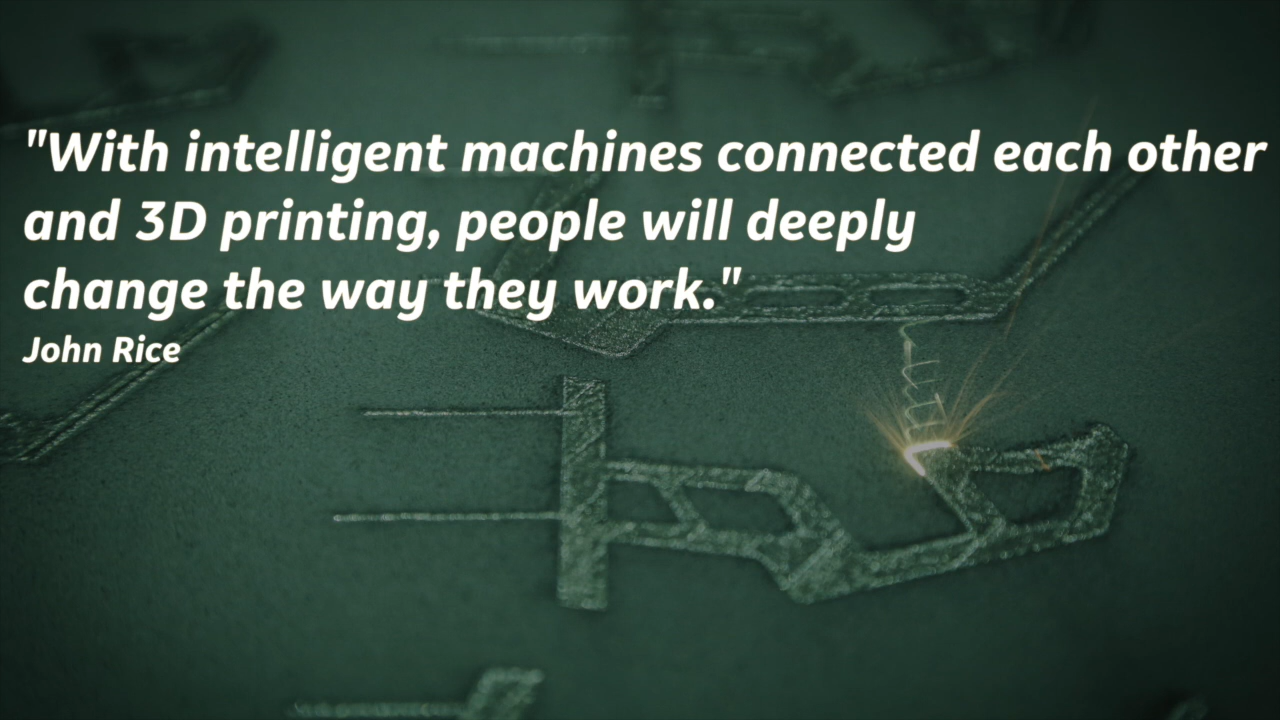 "With intelligent machines connected each other
and 3D printing, people will deeply
change the way they work."
John Rice